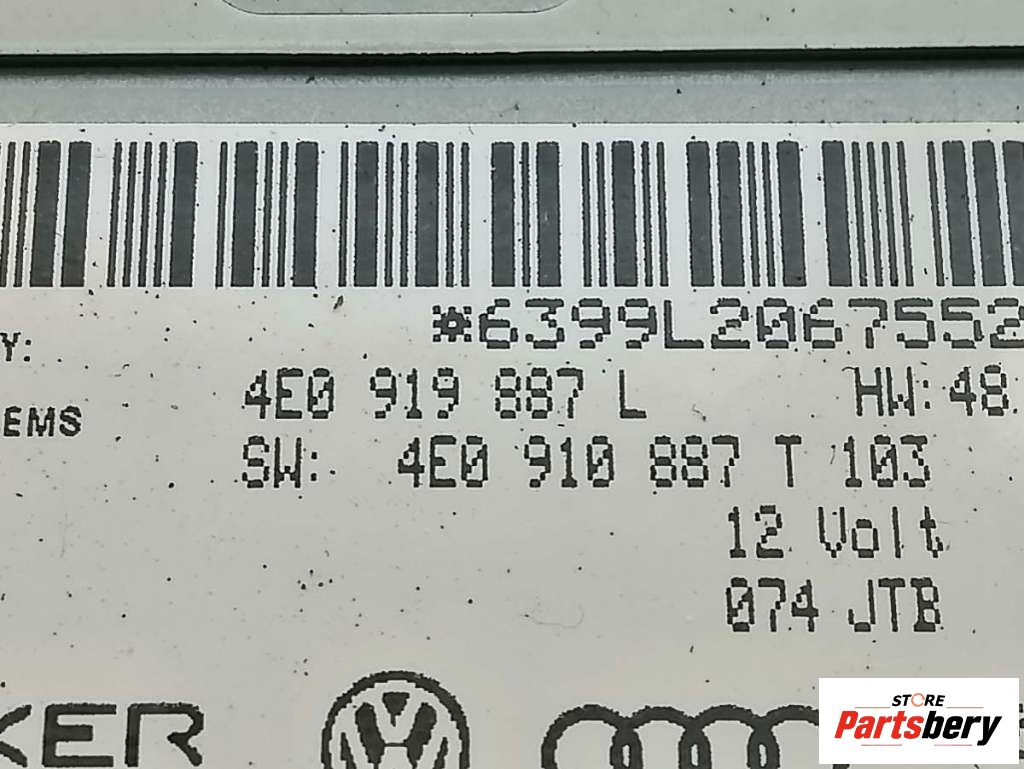 *6399L2067552
Y:
4E0 919 887 L HW: 48
EMS
SW: 4E0 910 887 T 103
12 Volt
074 JTB
KER
STORE
Partsbery